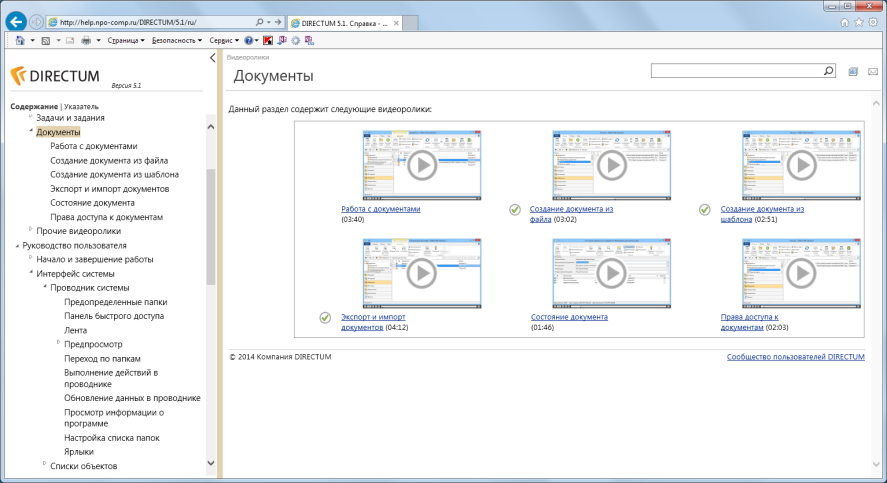 http://help.npo-comp.ru/DIRECTUM/5.1/ru/
DIRECTUM 5.1. Справка - ...
Страница
Безопасность
Сервис
DIRECTUM
Версия 5.1
Содержание | Указатель
Задачи и задания
Документы
Работа с документами
Создание документа из файла
Создание документа из шаблона
Экспорт и импорт документов
Состояние документа
Права доступа к документам
Прочие видеоролики
Руководство пользователя
Начало и завершение работы
Интерфейс системы
Проводник системы
Предопределенные папки
Панель быстрого доступа
Лента
Предпросмотр
Переход по папкам
Выполнение действий в
проводнике
Обновление данных в проводнике
Просмотр информации о
программе
Настройка списка папок
Ярлыки
Списки объектов
Видеоролики
Документы
Данный раздел содержит следующие видеоролики:
Работа с документами
(03:40)
Создание документа из
файла (03:02)
Создание документа из
шаблона (02:51)
Экспорт и импорт
документов (04:12)
Состояние документа
(01:46)
Права доступа к
документам (02:03)
© 2014 Компания DIRECTUM
Сообщество пользователей DIRECTUM